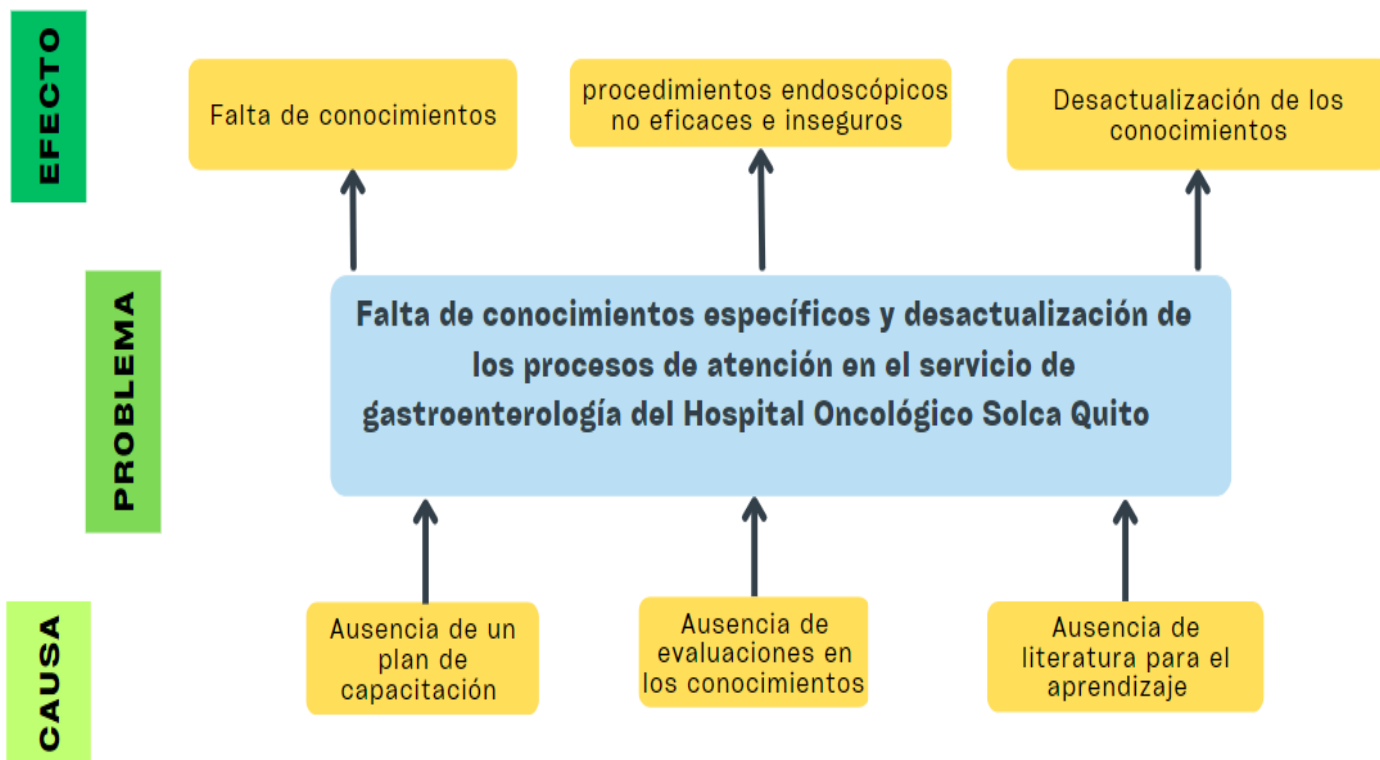 EFECTO
Falta de conocimientos
procedimientos endoscópicos
no eficaces e inseguros
Desactualización de los
conocimientos
PROBLEMA
Falta de conocimientos específicos y desactualización de
los procesos de atención en el servicio de
gastroenterología del Hospital Oncológico Solca Quito
CAUSA
Ausencia de un
plan de
capacitación
Ausencia de
evaluaciones en
los conocimientos
Ausencia de
literatura para el
aprendizaje